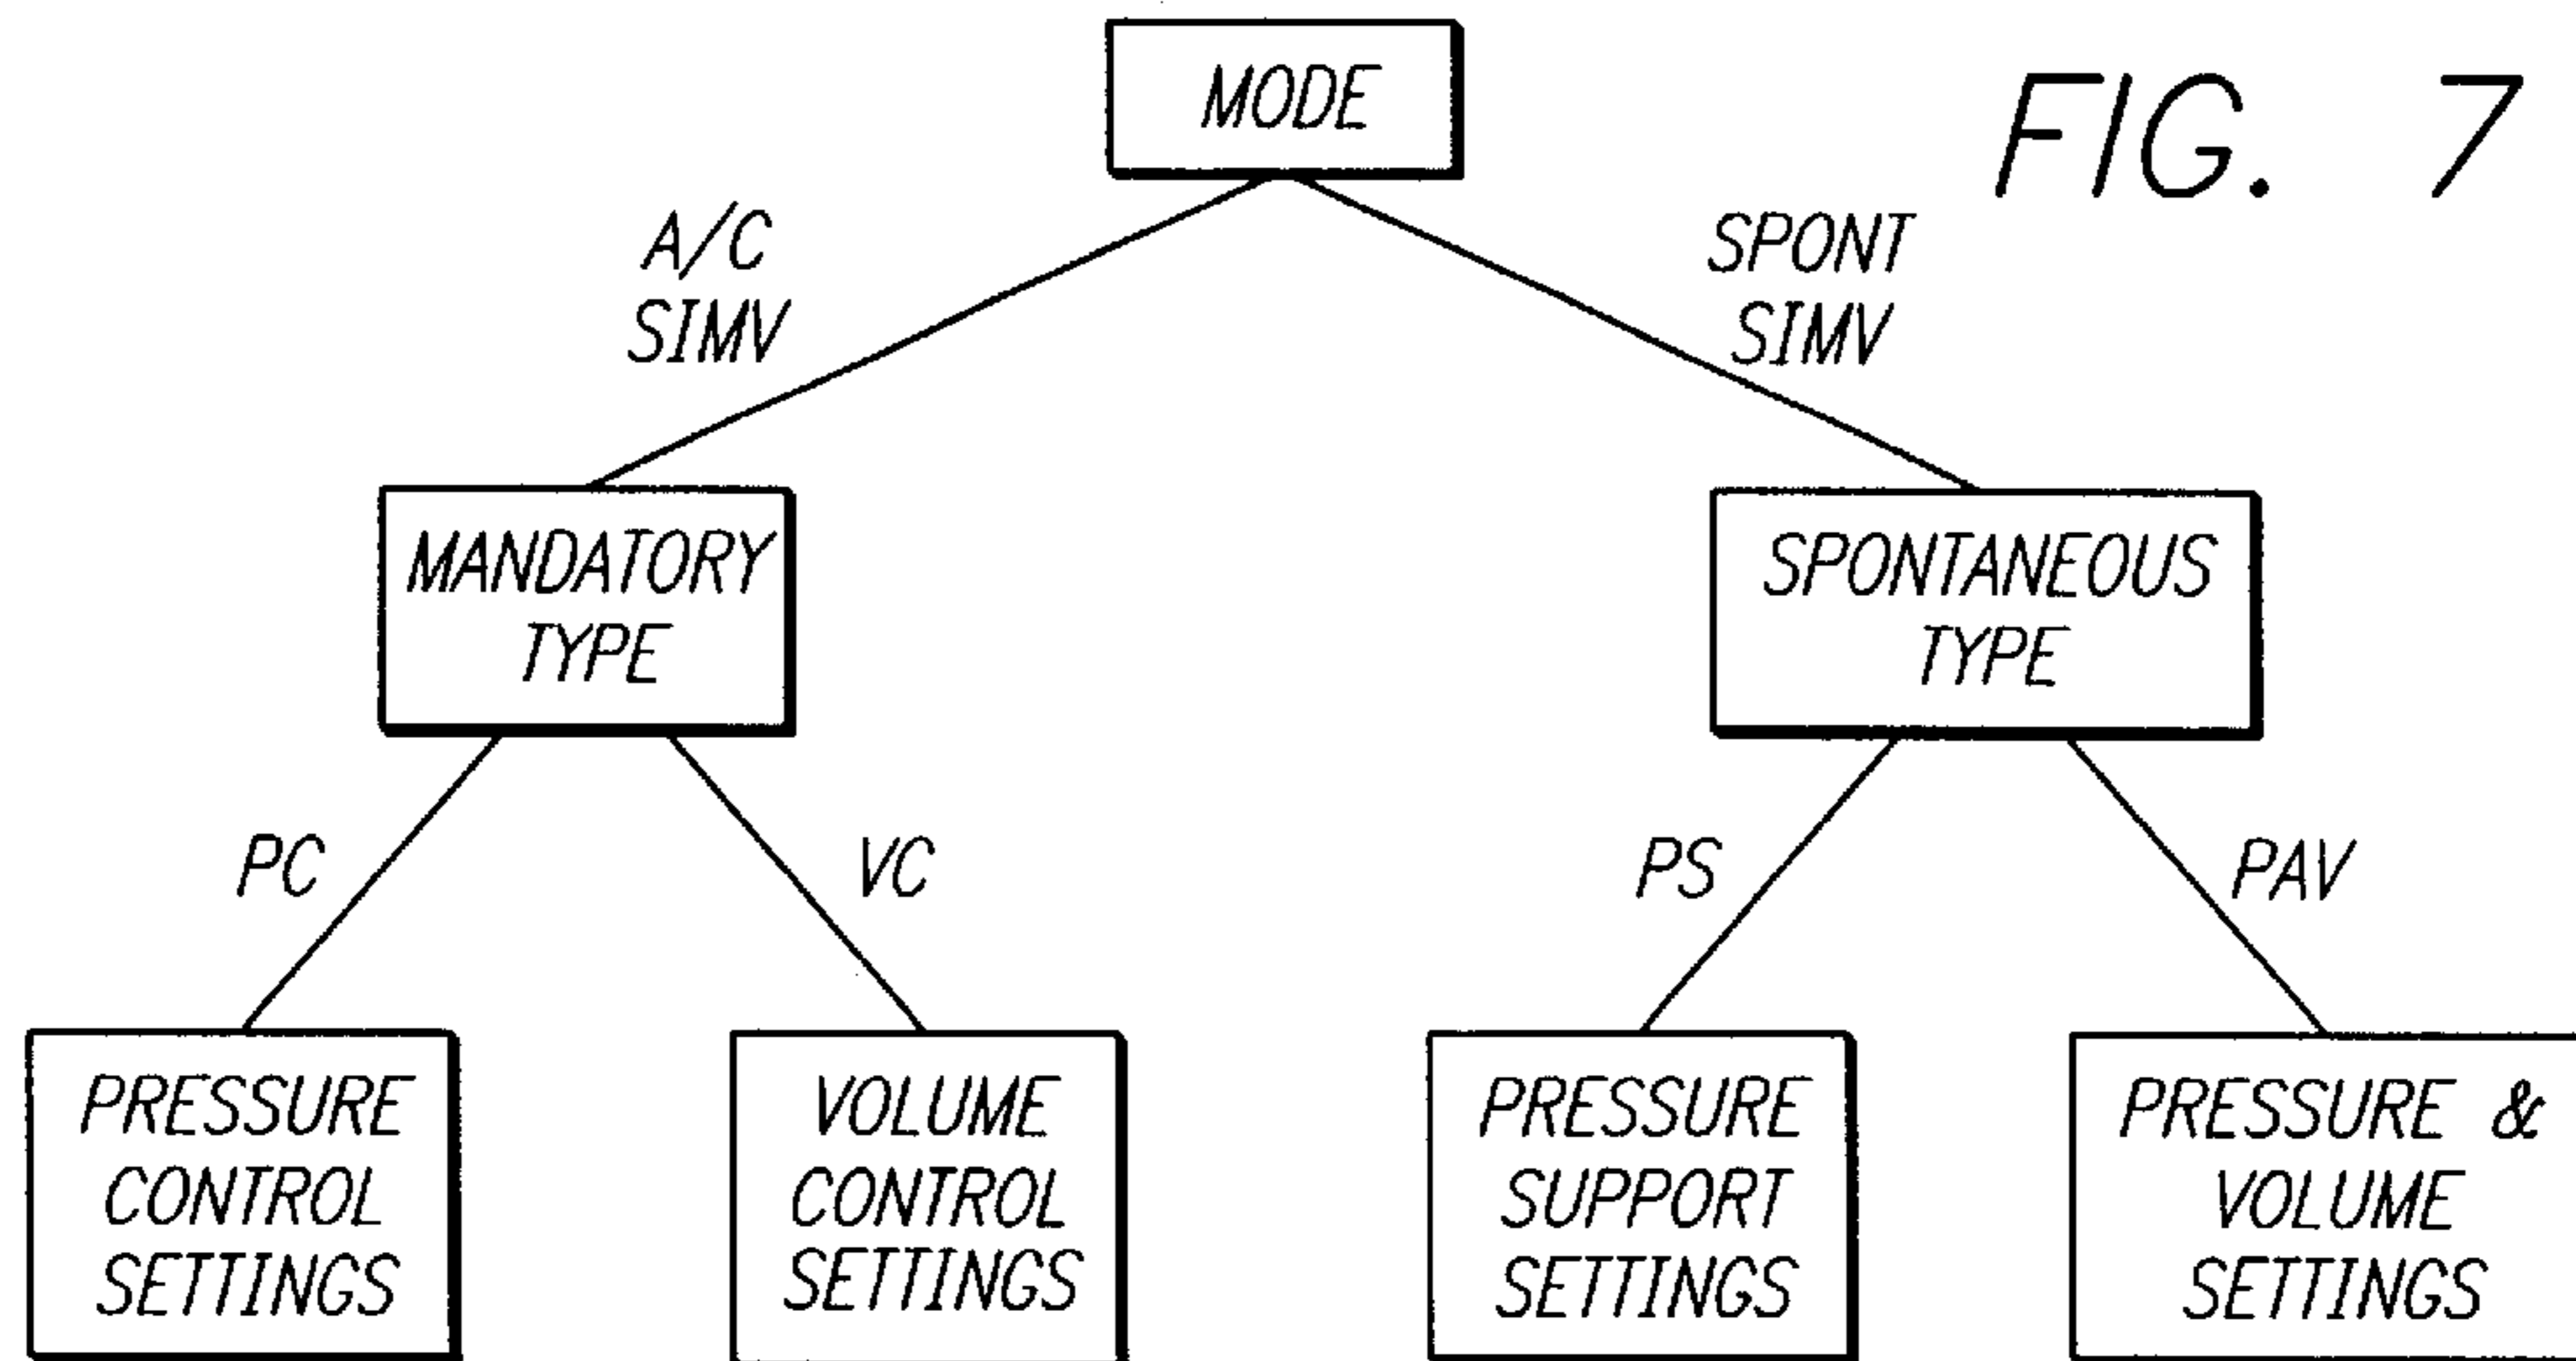 MODE
FIG. 7
A/C
SIMV
SPONT
SIMV
MANDATORY
TYPE
SPONTANEOUS
TYPE
PC
VC
PS
PAV
PRESSURE
CONTROL
SETTINGS
VOLUME
CONTROL
SETTINGS
PRESSURE
SUPPORT
SETTINGS
PRESSURE &
VOLUME
SETTINGS